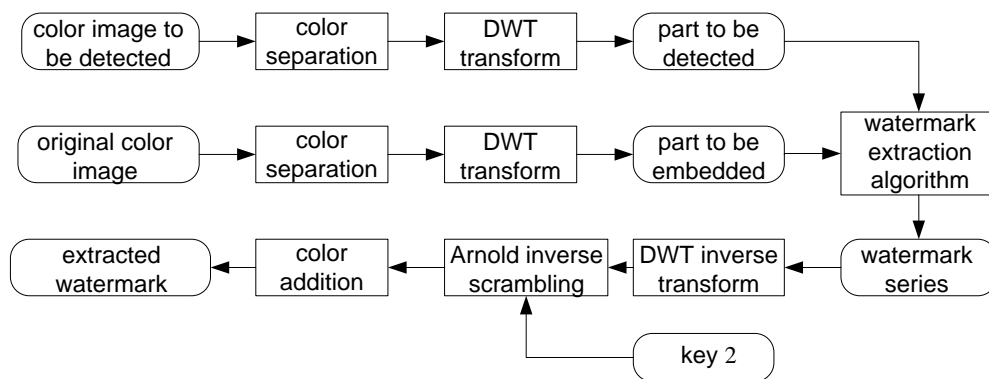 color image to
be detected
color
separation
DWT
transform
part to be
detected
original color
image
color
separation
DWT
transform
part to be
embedded
watermark
extraction
algorithm
extracted
watermark
color
addition
Arnold inverse
scrambling
DWT inverse
transform
watermark
series
key 2